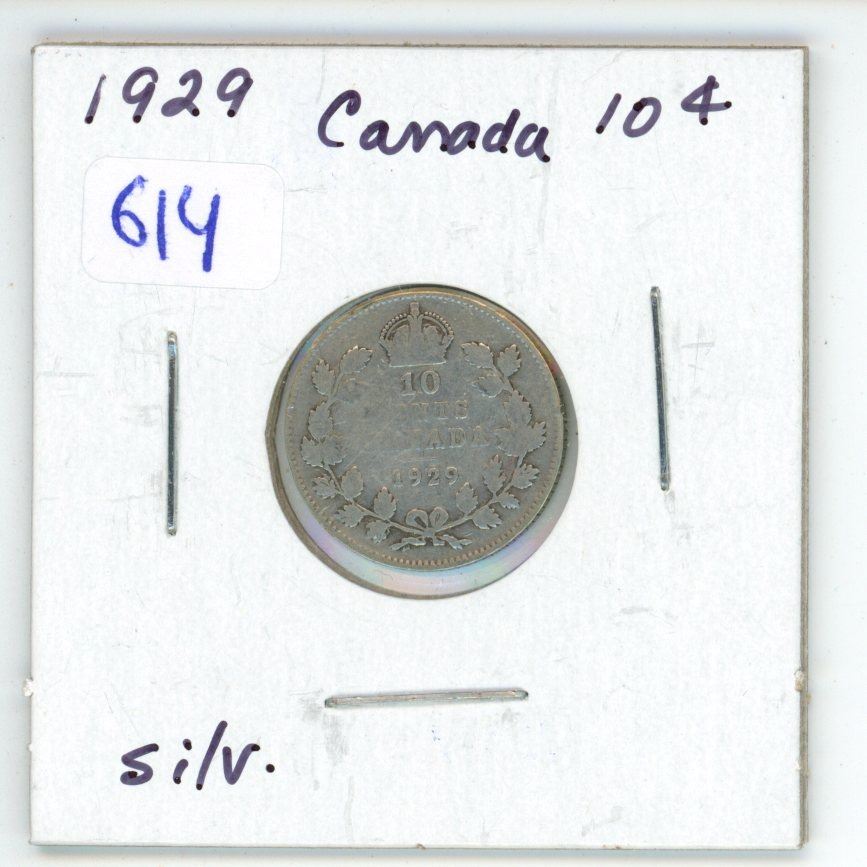 1929 Canada 10¢
614
10
CENTS
CANADA
1929
silv.